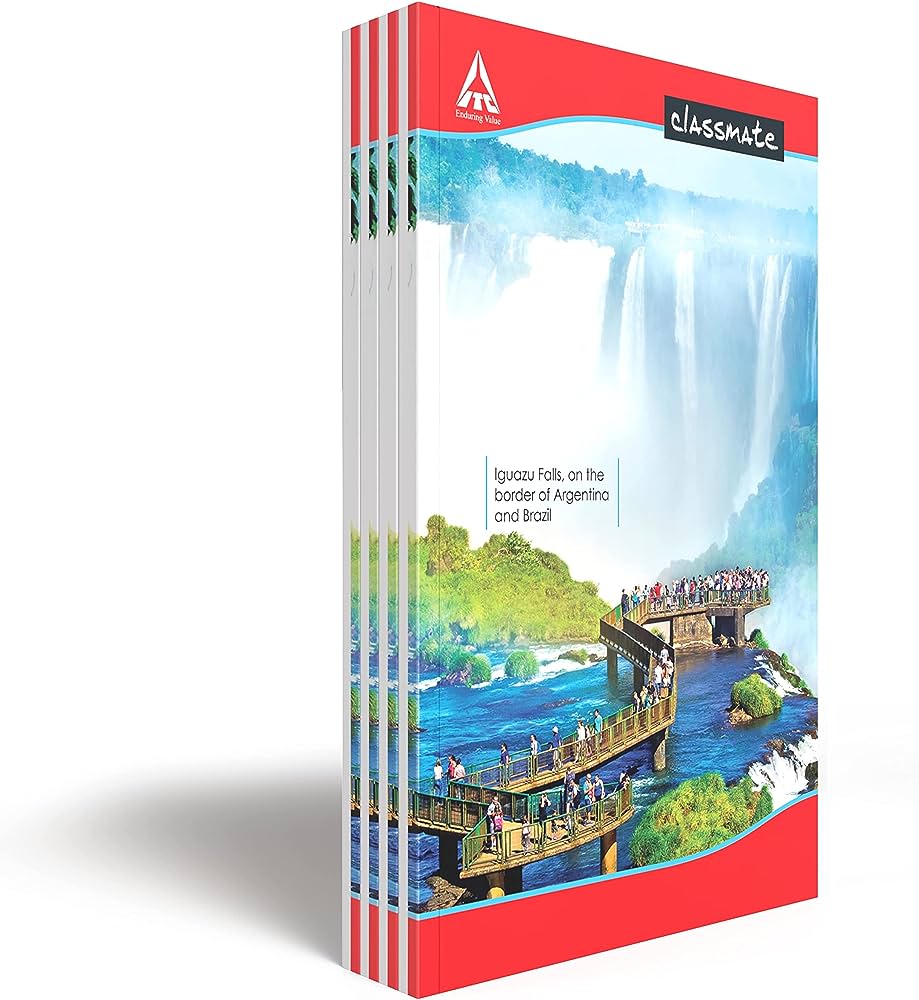 ITC
Enduring Value
classmate
Iguazu Falls, on the
border of Argentina
and Brazil